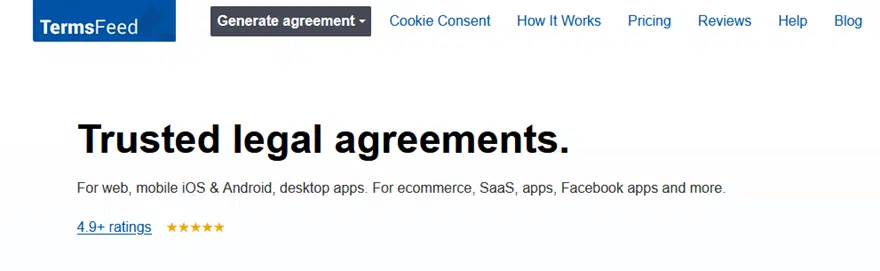 TermsFeed Generate agreement Cookie Consent How It Works Pricing Reviews Help Blog
Trusted legal agreements.
For web, mobile iOS & Android, desktop apps. For ecommerce, SaaS, apps, Facebook apps and more.
4.9+ ratings ★★★★★